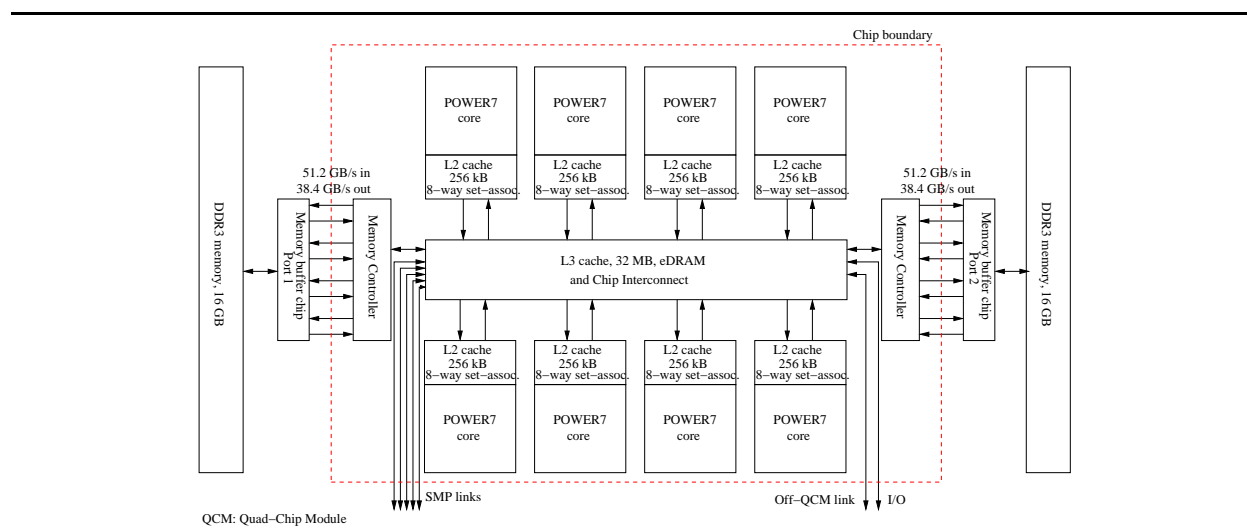 Chip boundary
POWER7
core
POWER7
core
POWER7
core
POWER7
core
L2 cache
256 kB
8−way set−assoc.
L2 cache
256 kB
8−way set−assoc.
L2 cache
256 kB
8−way set−assoc.
L2 cache
256 kB
8−way set−assoc.
51.2 GB/s in
38.4 GB/s out
51.2 GB/s in
38.4 GB/s out
DDR3 memory, 16 GB
Memory buffer chip
Port 1
Memory Controller
L3 cache, 32 MB, eDRAM
and Chip Interconnect
Memory Controller
Memory buffer chip
Port 2
DDR3 memory, 16 GB
L2 cache
256 kB
8−way set−assoc.
L2 cache
256 kB
8−way set−assoc.
L2 cache
256 kB
8−way set−assoc.
L2 cache
256 kB
8−way set−assoc.
POWER7
core
POWER7
core
POWER7
core
POWER7
core
SMP links
Off−QCM link
I/O
QCM: Quad−Chip Module